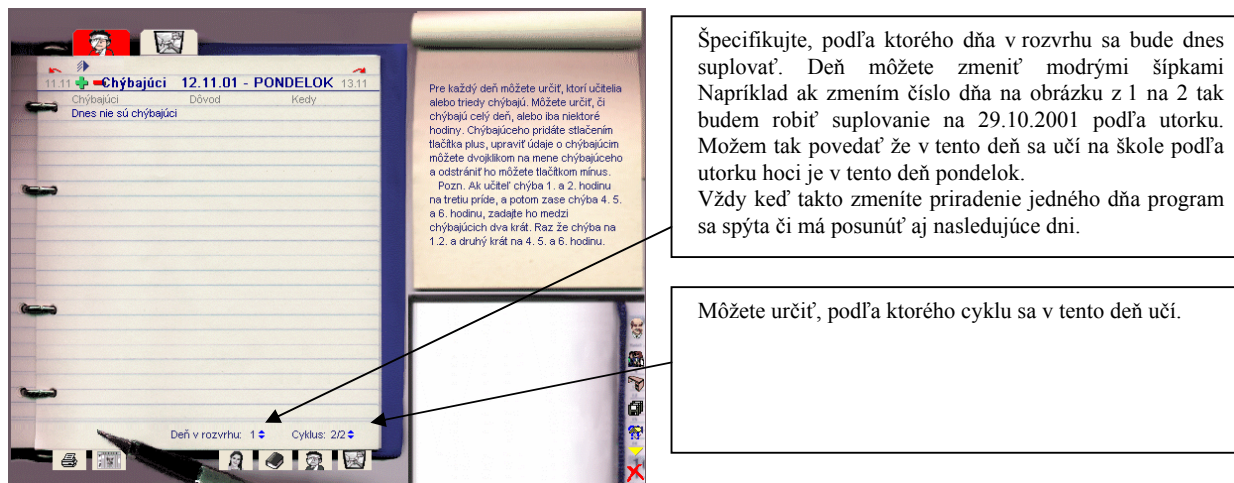 11.11 Chýbajúci 12.11.01 - PONDELOK 13.11
Chýbajúci Dôvod Kedy
Dnes nie sú chýbajúci
Deň v rozvrhu: 1 Cyklus: 2/2
Pre každý deň môžete určiť, ktorí učitelia
alebo triedy chýbajú. Môžete určiť, či
chýbajú celý deň, alebo iba niektoré
hodiny. Chýbajúceho pridáte stlačením
tlačítka plus, upraviť údaje o chýbajúcim
môžete dvojklikom na mene chýbajúceho
a odstrániť ho môžete tlačítkom mínus.
Pozn. Ak učiteľ chýba 1. a 2. hodinu
na tretiu príde, a potom zase chýba 4. 5.
a 6. hodinu, zadajte ho medzi
chýbajúcich dva krát. Raz že chýba na
1.2. a druhý krát na 4. 5. a 6. hodinu.
Špecifikujte, podľa ktorého dňa v rozvrhu sa bude dnes
suplovať. Deň môžete zmeniť modrými šípkami
Napríklad ak zmením číslo dňa na obrázku z 1 na 2 tak
budem robiť suplovanie na 29.10.2001 podľa utorku.
Možem tak povedať že v tento deň sa učí na škole podľa
utorku hoci je v tento deň pondelok.
Vždy keď takto zmeníte priradenie jedného dňa program
sa spýta či má posunúť aj nasledujúce dni.
Môžete určiť, podľa ktorého cyklu sa v tento deň učí.